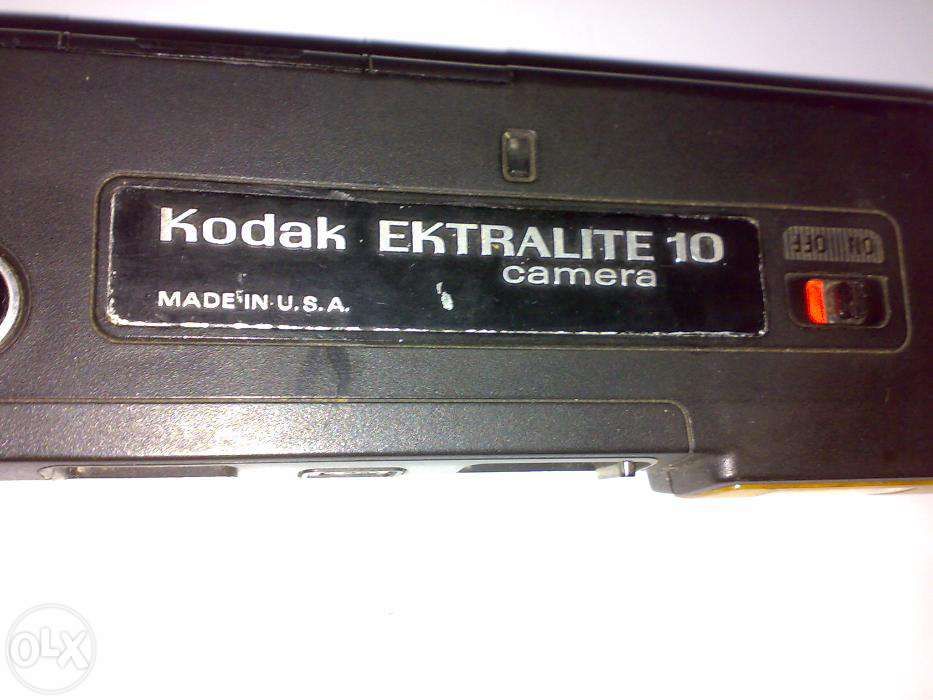 Kodak EKTRALITE 10
camera
MADE IN U.S.A.
ON OFF
OLX